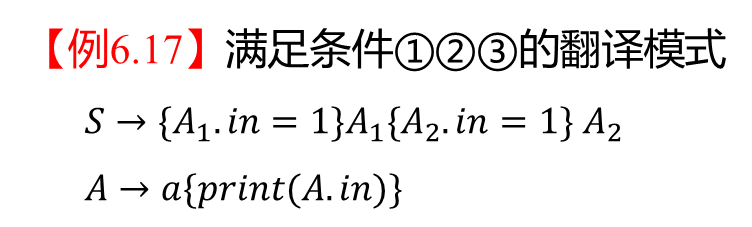 【例6.17】满足条件①②③的翻译模式
S → {A₁.in = 1}A₁{A₂.in = 1} A₂
A → a{print(A.in)}